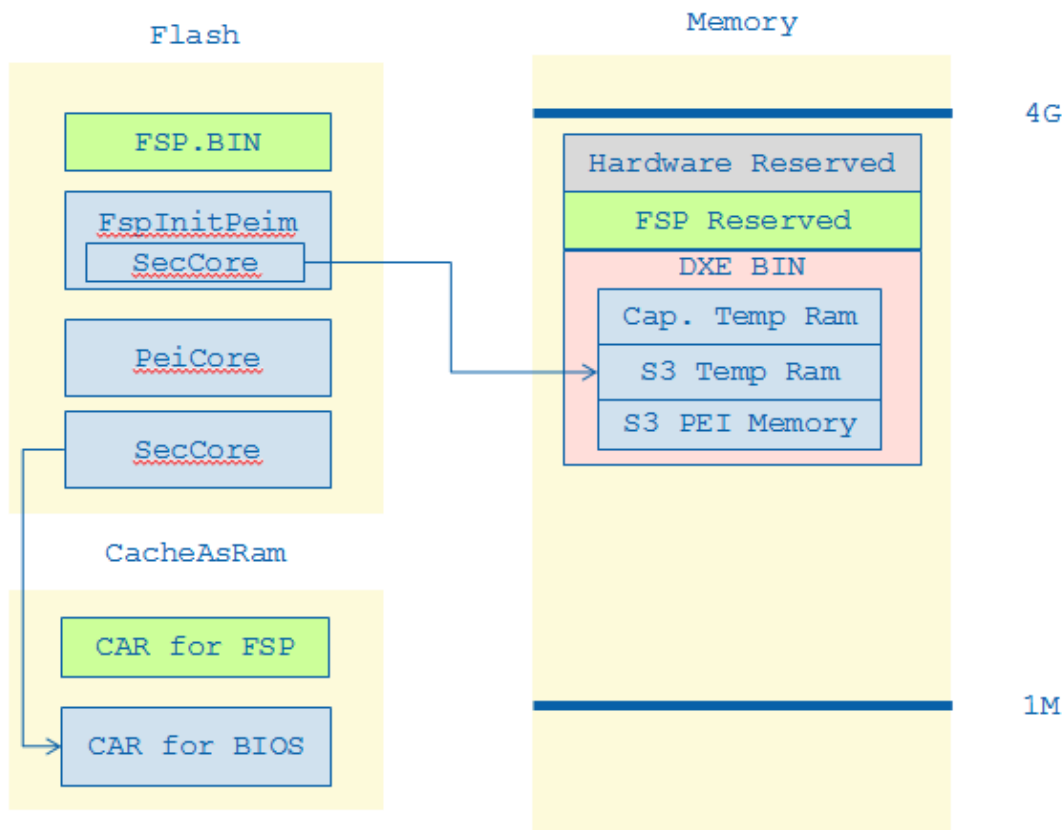 Flash
FSP.BIN
FspInitPeim
SecCore
PeiCore
SecCore
CacheAsRam
CAR for FSP
CAR for BIOS
Memory
4G
Hardware Reserved
FSP Reserved
DXE BIN
Cap. Temp Ram
S3 Temp Ram
S3 PEI Memory
1M